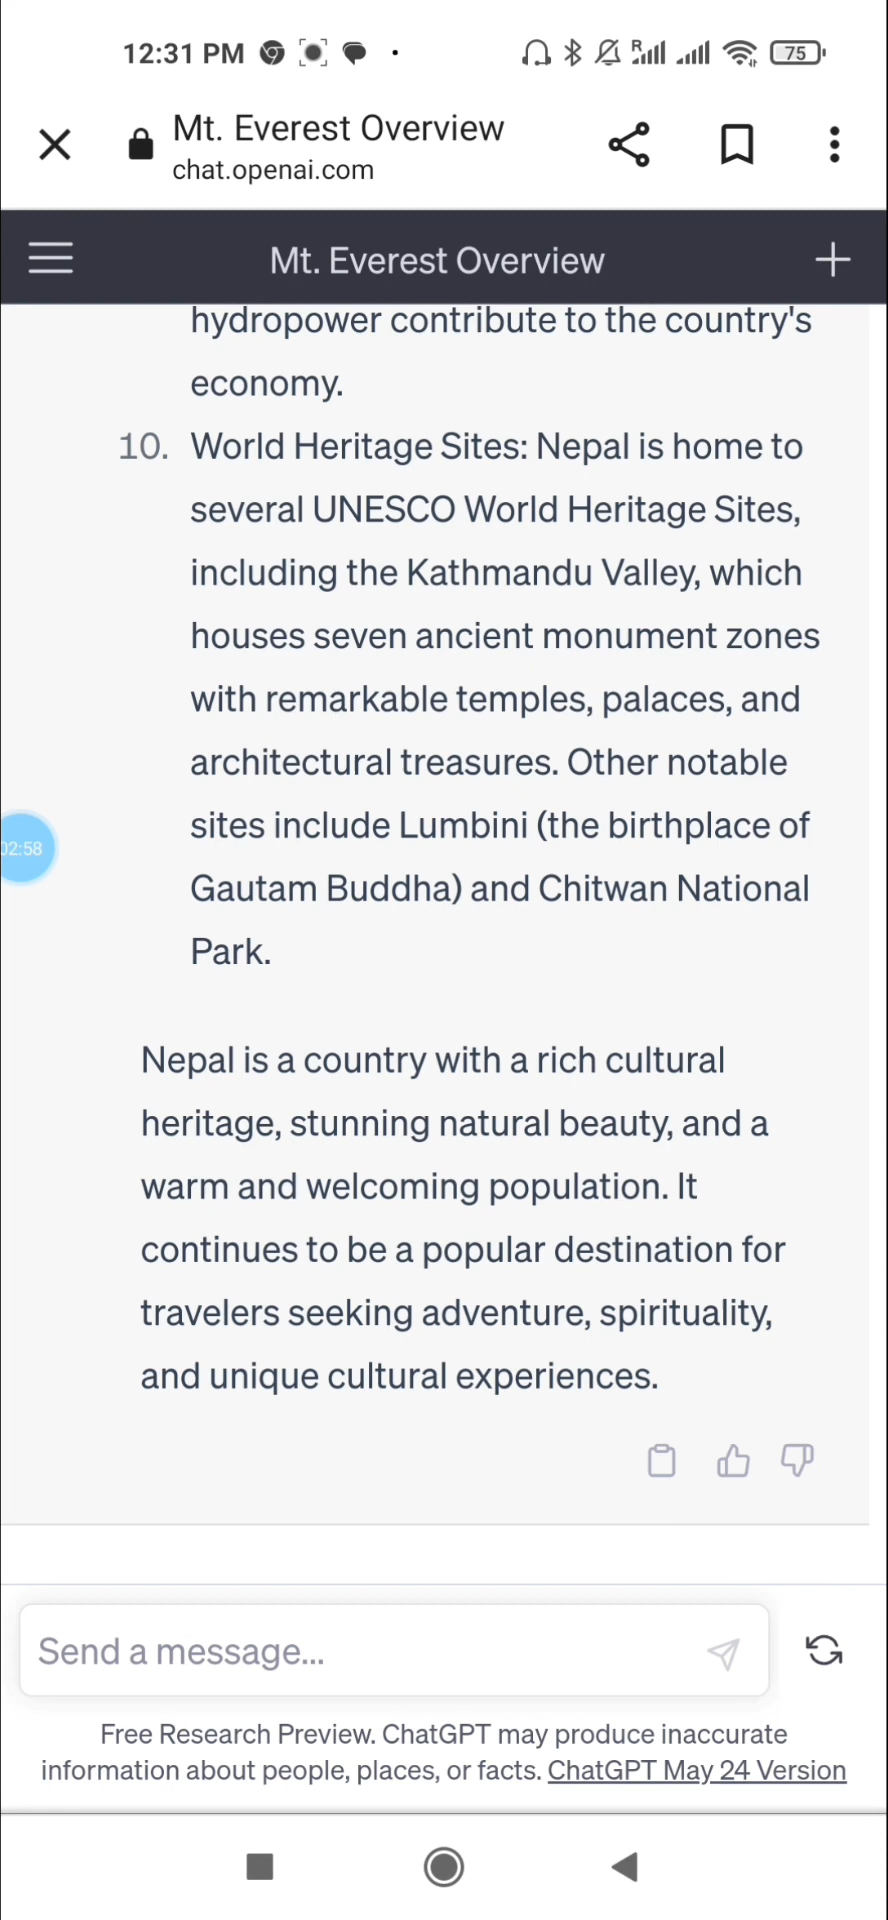 12:31 PM
75
Mt. Everest Overview
chat.openai.com
Mt. Everest Overview
hydropower contribute to the country's
economy.
10. World Heritage Sites: Nepal is home to
several UNESCO World Heritage Sites,
including the Kathmandu Valley, which
houses seven ancient monument zones
with remarkable temples, palaces, and
architectural treasures. Other notable
sites include Lumbini (the birthplace of
02:58
Gautam Buddha) and Chitwan National
Park.
Nepal is a country with a rich cultural
heritage, stunning natural beauty, and a
warm and welcoming population. It
continues to be a popular destination for
travelers seeking adventure, spirituality,
and unique cultural experiences.
Send a message...
Free Research Preview. ChatGPT may produce inaccurate
information about people, places, or facts. ChatGPT May 24 Version